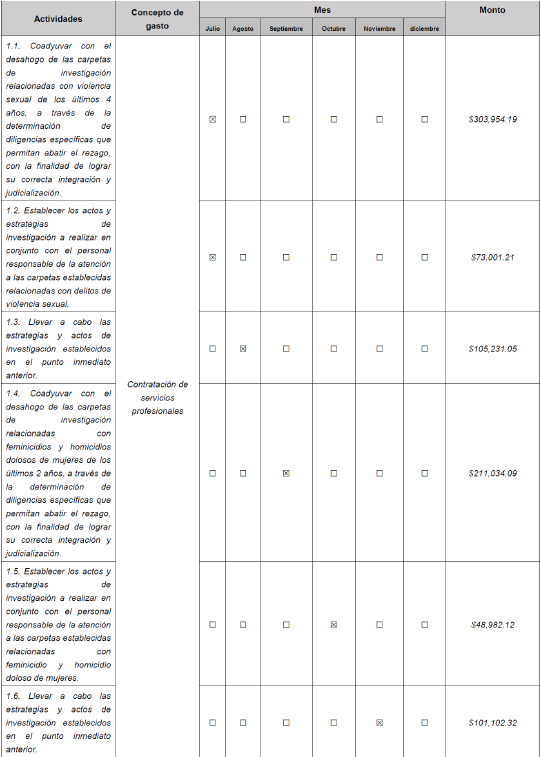 Actividades
Concepto de
gasto
Mes
Monto
Julio
Agosto
Septiembre
Octubre
Noviembre
diciembre
1.1. Coadyuvar con el
desahogo de las carpetas
de investigación
relacionadas con violencia
sexual de los últimos 4
años, a través de la
determinación de
diligencias específicas que
permitan abatir el rezago,
con la finalidad de lograr
su correcta integración y
judicialización.
☒ ☐ ☐ ☐ ☐ ☐
$303,954.19
1.2. Establecer los actos y
estrategias de
investigación a realizar en
conjunto con el personal
responsable de la atención
a las carpetas establecidas
relacionadas con delitos de
violencia sexual.
☒ ☐ ☐ ☐ ☐ ☐
$73,001.21
1.3. Llevar a cabo las
estrategias y actos de
investigación establecidos
en el punto inmediato
anterior.
☐ ☒ ☐ ☐ ☐ ☐
$105,231.05
Contratación de
servicios
profesionales
1.4. Coadyuvar con el
desahogo de las carpetas
de investigación
relacionadas con
feminicidios y homicidios
dolosos de mujeres de los
últimos 2 años, a través de
la determinación de
diligencias específicas que
permitan abatir el rezago,
con la finalidad de lograr
su correcta integración y
judicialización.
☐ ☐ ☒ ☐ ☐ ☐
$211,034.09
1.5. Establecer los actos y
estrategias de
investigación a realizar en
conjunto con el personal
responsable de la atención
a las carpetas establecidas
relacionadas con
feminicidio y homicidio
doloso de mujeres.
☐ ☐ ☐ ☒ ☐ ☐
$48,982.12
1.6. Llevar a cabo las
estrategias y actos de
investigación establecidos
en el punto inmediato
anterior.
☐ ☐ ☐ ☐ ☒ ☐
$101,102.32